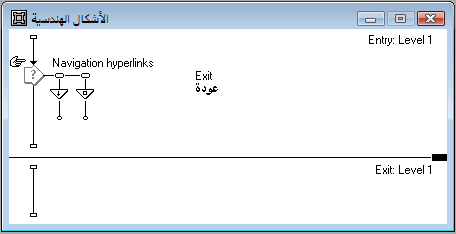 الأشكال الهندسية
Entry: Level 1
Navigation hyperlinks
?
Exit
عودة
Exit: Level 1